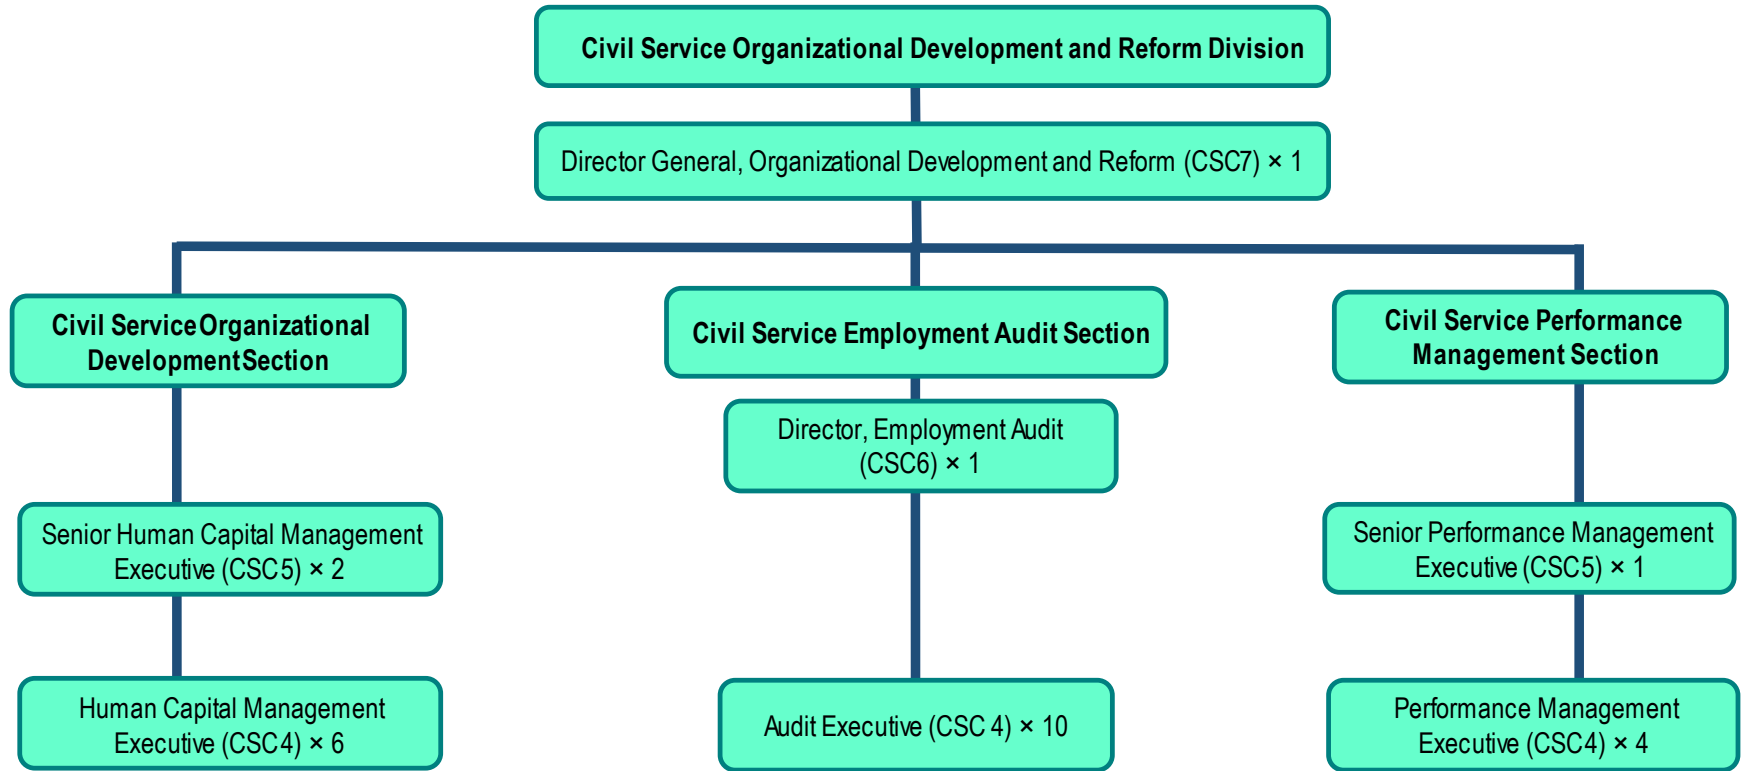 Civil Service Organizational Development and Reform Division
Director General, Organizational Development and Reform (CSC7) × 1
Civil Service Organizational
Development Section
Civil Service Employment Audit Section
Civil Service Performance
Management Section
Director, Employment Audit
(CSC6) × 1
Senior Human Capital Management
Executive (CSC5) × 2
Senior Performance Management
Executive (CSC5) × 1
Human Capital Management
Executive (CSC4) × 6
Audit Executive (CSC 4) × 10
Performance Management
Executive (CSC4) × 4